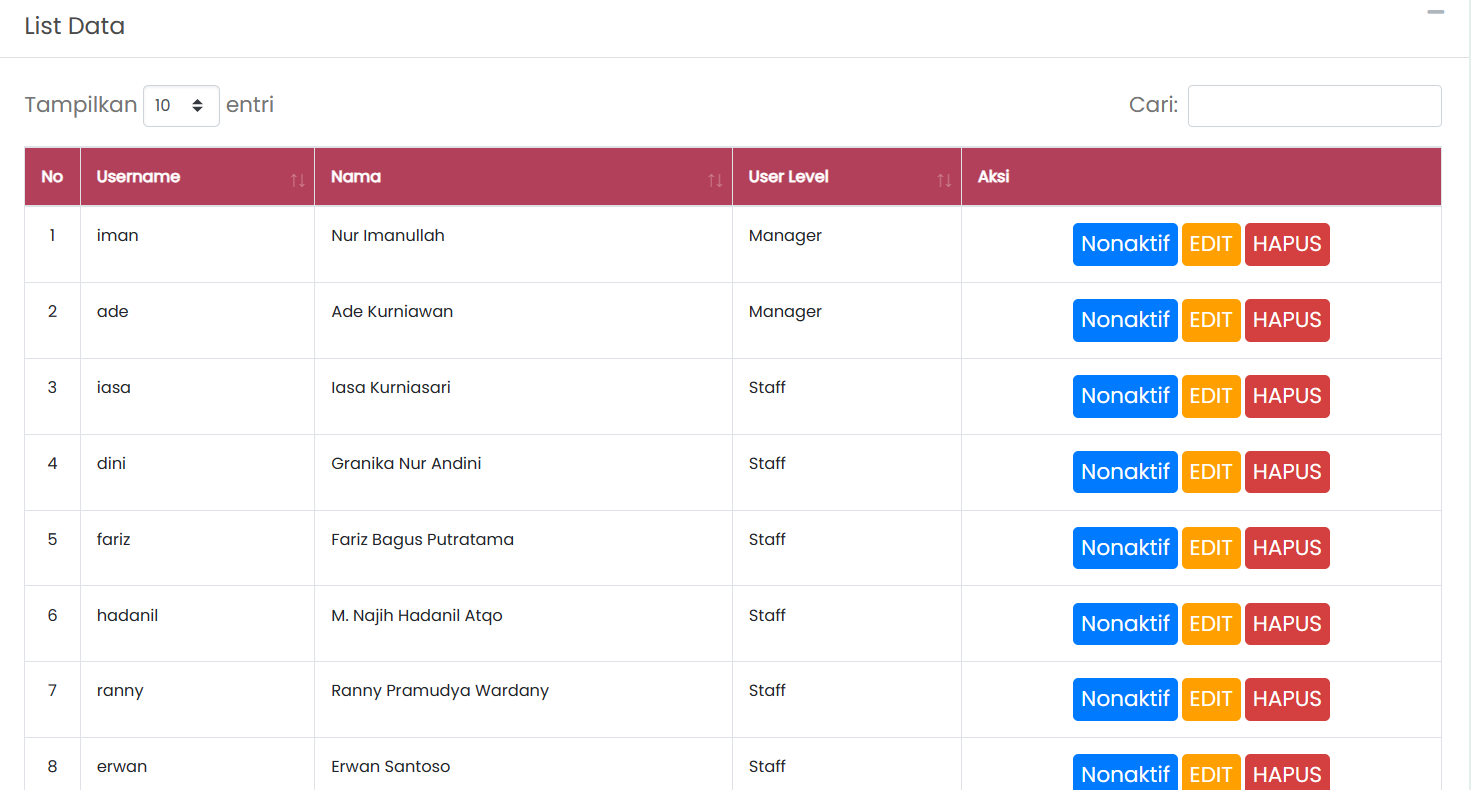 List Data
Tampilkan 10 entri Cari:
No Username Nama User Level Aksi
1 iman Nur Imanullah Manager Nonaktif EDIT HAPUS
2 ade Ade Kurniawan Manager Nonaktif EDIT HAPUS
3 iasa Iasa Kurniasari Staff Nonaktif EDIT HAPUS
4 dini Granika Nur Andini Staff Nonaktif EDIT HAPUS
5 fariz Fariz Bagus Putratama Staff Nonaktif EDIT HAPUS
6 hadanil M. Najih Hadanil Atqo Staff Nonaktif EDIT HAPUS
7 ranny Ranny Pramudya Wardany Staff Nonaktif EDIT HAPUS
8 erwan Erwan Santoso Staff Nonaktif EDIT HAPUS